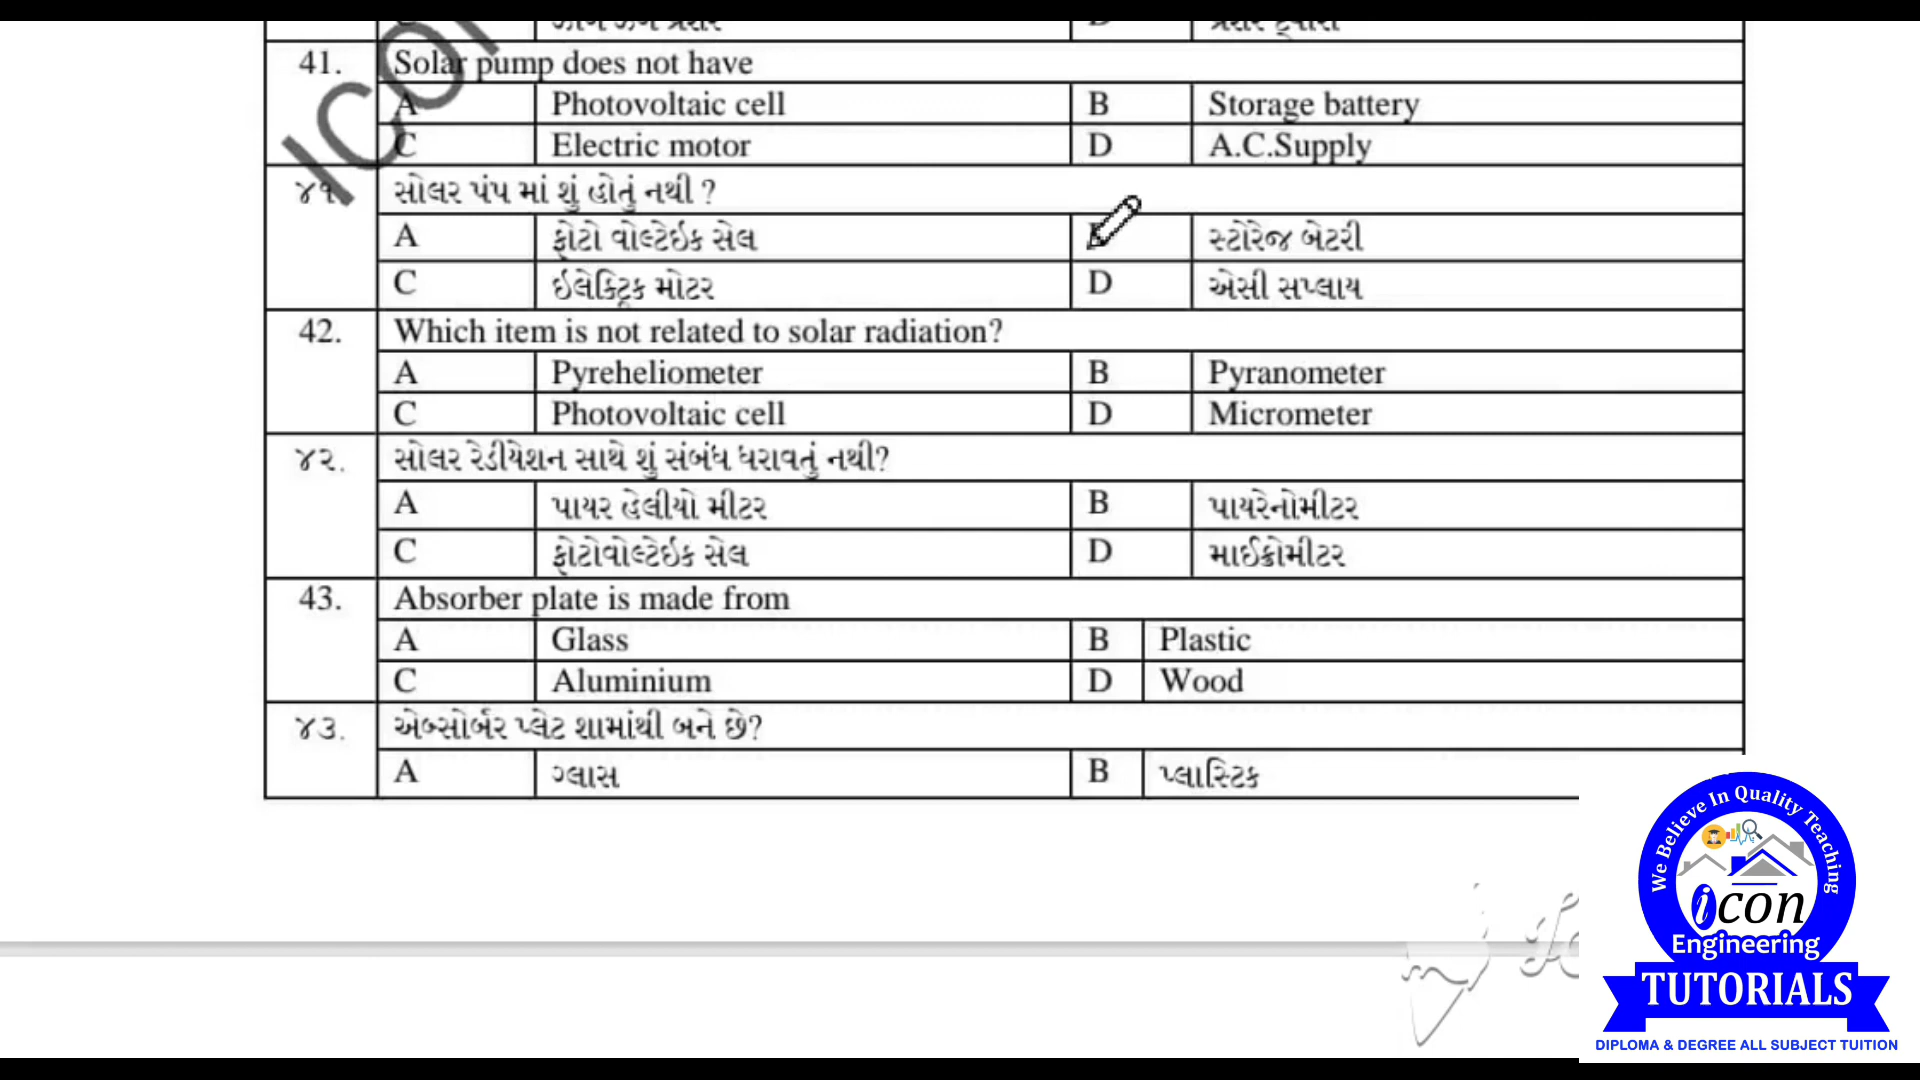 41. Solar pump does not have
A Photovoltaic cell B Storage battery
C Electric motor D A.C.Supply
૪૧. સોલર પંપ માં શું હોતું નથી ?
A ફોટો વોલ્ટેઇક સેલ સ્ટોરેજ બેટરી
C ઇલેક્ટ્રિક મોટર D એસી સપ્લાય
42. Which item is not related to solar radiation?
A Pyreheliometer B Pyranometer
C Photovoltaic cell D Micrometer
૪૨. સોલર રેડીયેશન સાથે શું સંબંધ ધરાવતું નથી?
A પાયર હેલીયો મીટર B પાયરેનોમીટર
C ફોટોવોલ્ટેઇક સેલ D માઈક્રોમીટર
43. Absorber plate is made from
A Glass B Plastic
C Aluminium D Wood
૪૩. એબ્સોર્બર પ્લેટ શામાંથી બને છે?
A ગ્લાસ B પ્લાસ્ટિક
We Believe In Quality Teaching
icon
Engineering
TUTORIALS
DIPLOMA & DEGREE ALL SUBJECT TUITION